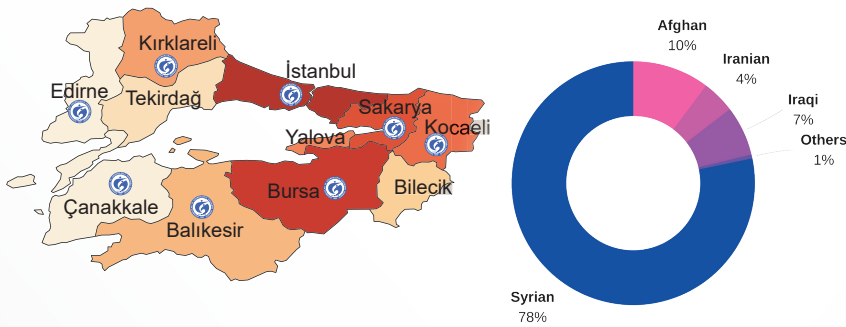 Kırklareli
İstanbul
Edirne
Tekirdağ
Sakarya
Yalova
Kocaeli
Bursa
Bilecik
Çanakkale
Balıkesir
Afghan
10%
Iranian
4%
Iraqi
7%
Others
1%
Syrian
78%